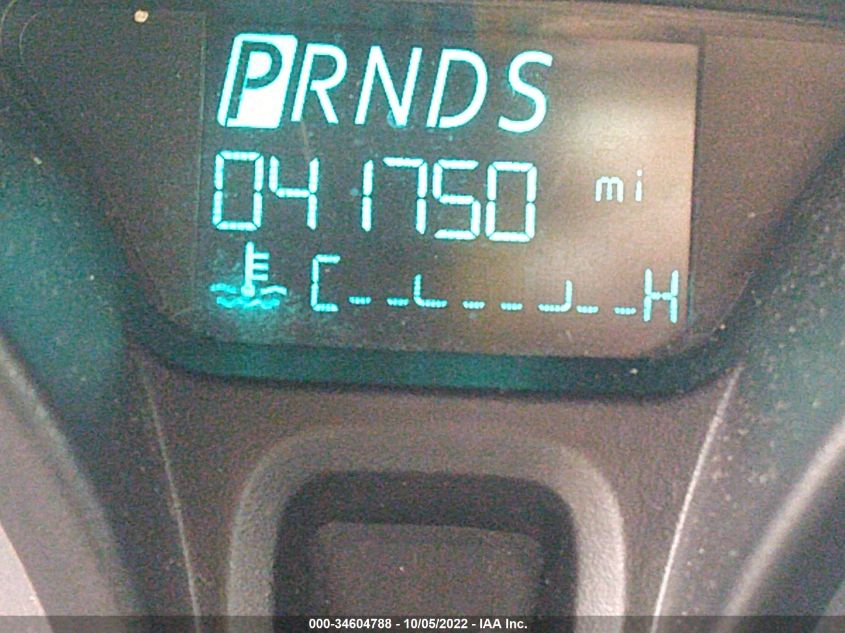 PRNDS
041750 mi
C H
000-34604788 - 10/05/2022 - IAA Inc.